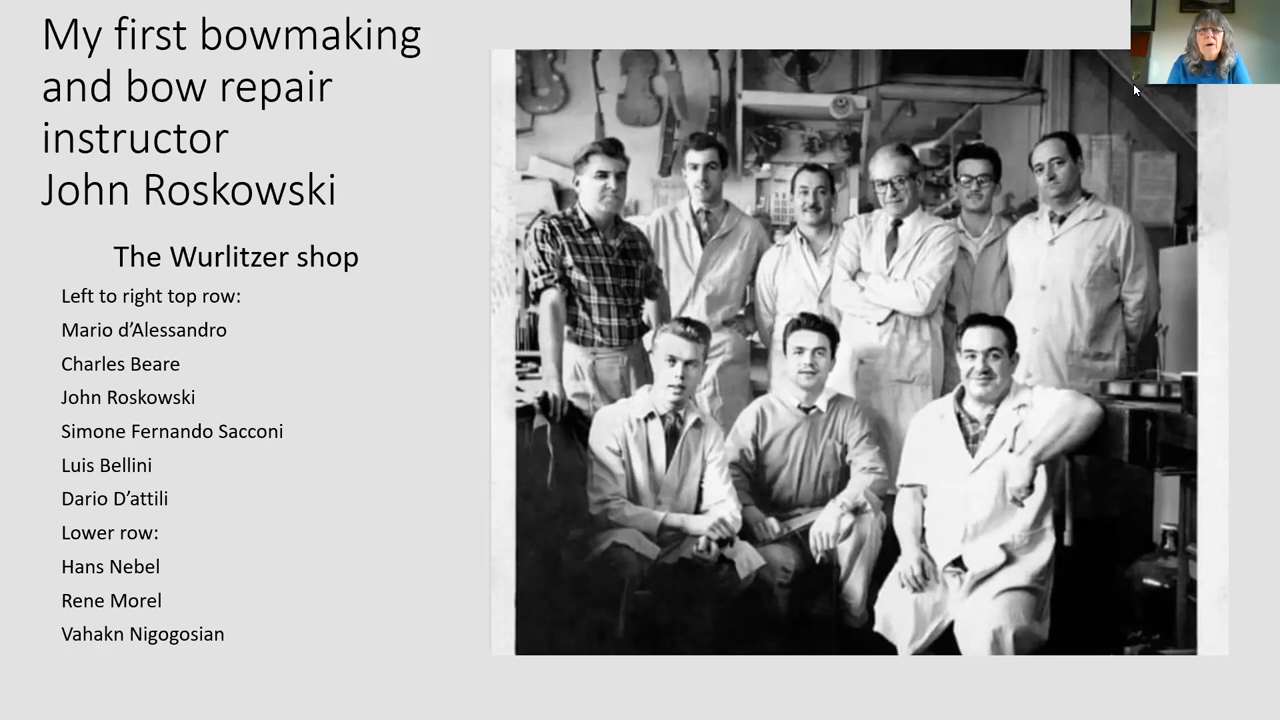 My first bowmaking
and bow repair
instructor
John Roskowski
The Wurlitzer shop
Left to right top row:
Mario d’Alessandro
Charles Beare
John Roskowski
Simone Fernando Sacconi
Luis Bellini
Dario D’attili
Lower row:
Hans Nebel
Rene Morel
Vahakn Nigogosian